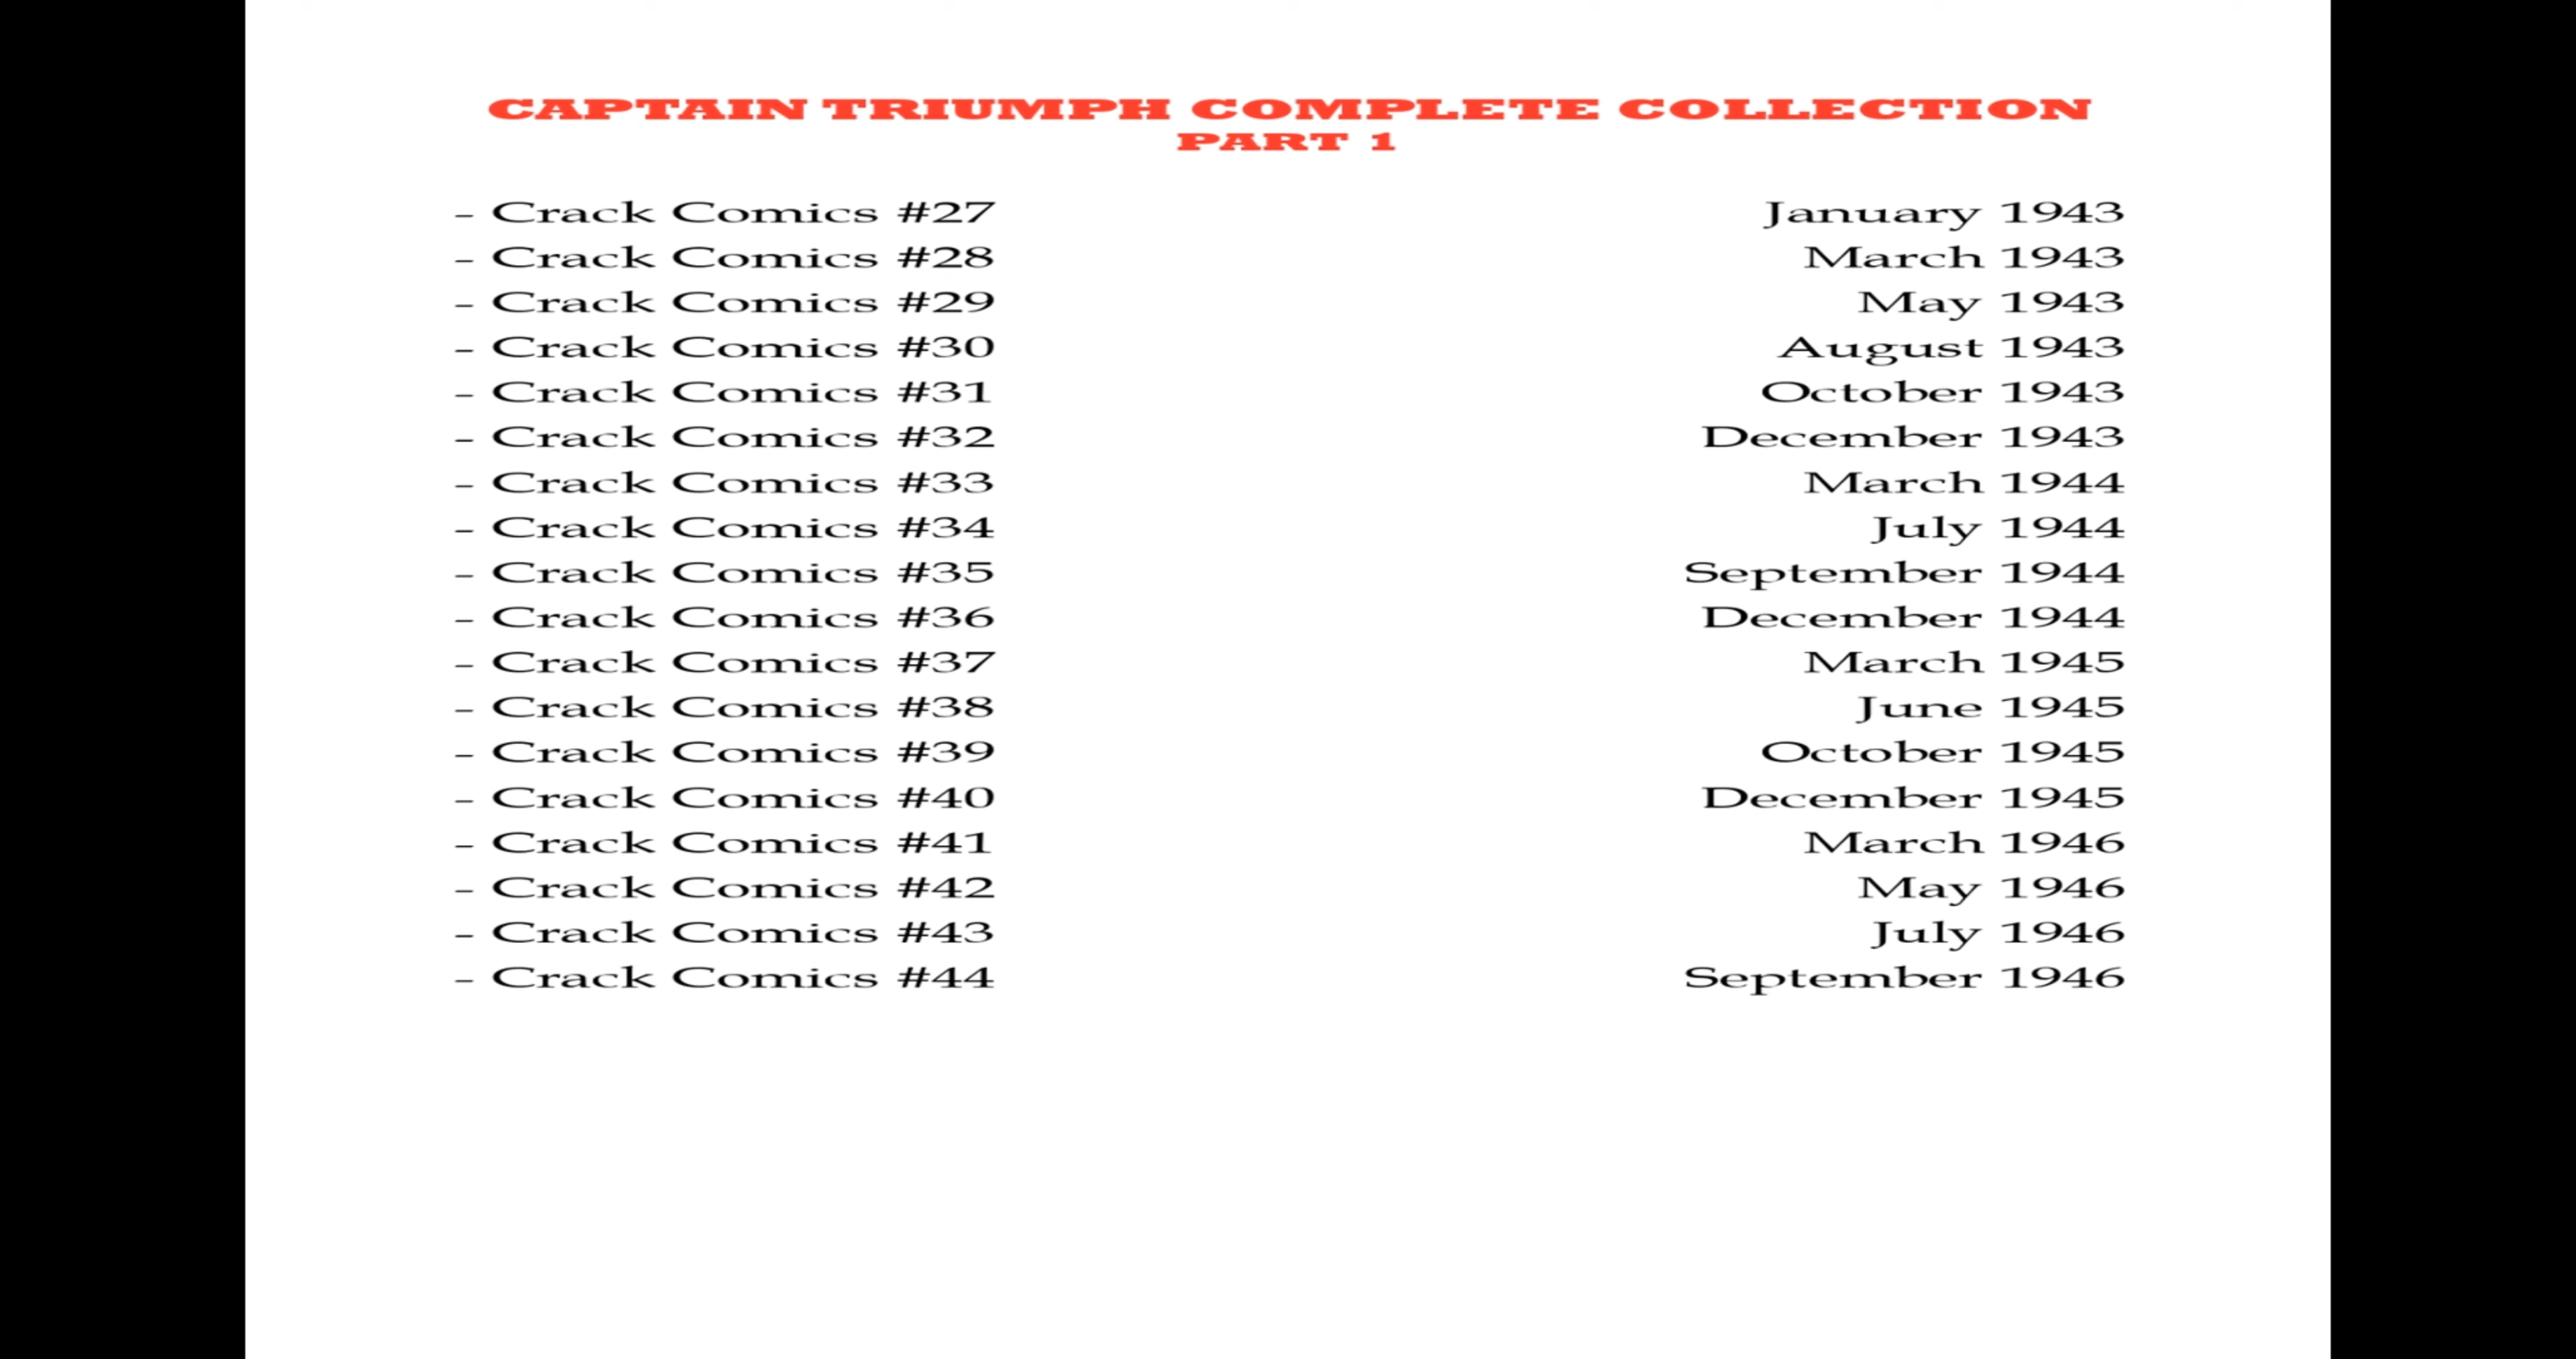 CAPTAIN TRIUMPH COMPLETE COLLECTION
PART 1
- Crack Comics #27 January 1943
- Crack Comics #28 March 1943
- Crack Comics #29 May 1943
- Crack Comics #30 August 1943
- Crack Comics #31 October 1943
- Crack Comics #32 December 1943
- Crack Comics #33 March 1944
- Crack Comics #34 July 1944
- Crack Comics #35 September 1944
- Crack Comics #36 December 1944
- Crack Comics #37 March 1945
- Crack Comics #38 June 1945
- Crack Comics #39 October 1945
- Crack Comics #40 December 1945
- Crack Comics #41 March 1946
- Crack Comics #42 May 1946
- Crack Comics #43 July 1946
- Crack Comics #44 September 1946